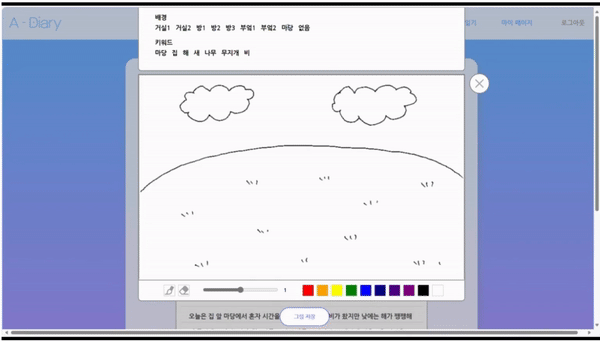 배경
거실1 거실2 방1 방2 방3 부엌1 부엌2 마당 없음
키워드
마당 집 해 새 나무 무지개 비
A - Diary
마이 페이지
로그아웃
1
그림 저장
오늘은 집 앞 마당에서 혼자 시간을
비가 왔지만 낮에는 해가 쨍쨍해